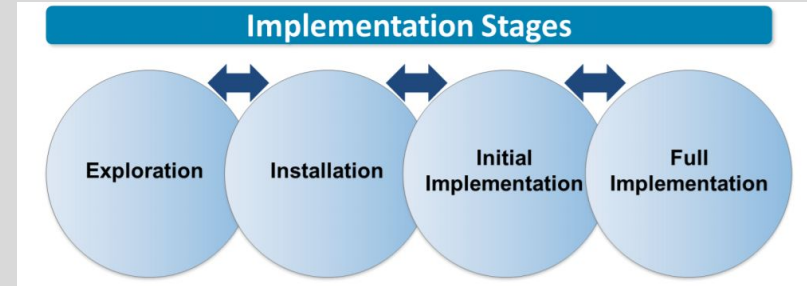 Implementation Stages
Exploration
Installation
Initial
Implementation
Full
Implementation